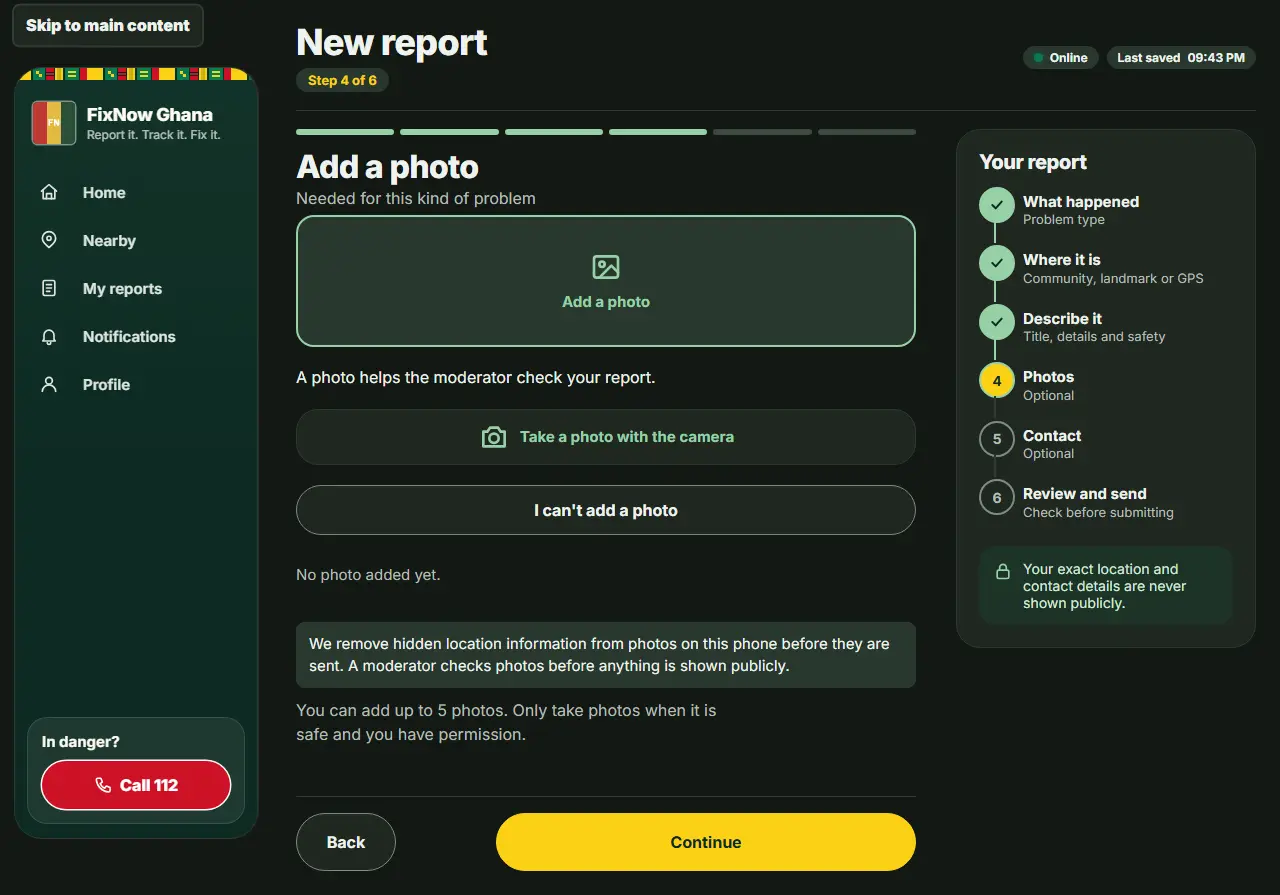 Skip to main content
FN
FixNow Ghana
Report it. Track it. Fix it.
Home
Nearby
My reports
Notifications
Profile
In danger?
Call 112
New report
Step 4 of 6
Online
Last saved 09:43 PM
Add a photo
Needed for this kind of problem
Add a photo
A photo helps the moderator check your report.
Take a photo with the camera
I can't add a photo
No photo added yet.
We remove hidden location information from photos on this phone before they are
sent. A moderator checks photos before anything is shown publicly.
You can add up to 5 photos. Only take photos when it is
safe and you have permission.
Back
Continue
Your report
What happened
Problem type
Where it is
Community, landmark or GPS
Describe it
Title, details and safety
4
Photos
Optional
5
Contact
Optional
6
Review and send
Check before submitting
Your exact location and
contact details are never
shown publicly.